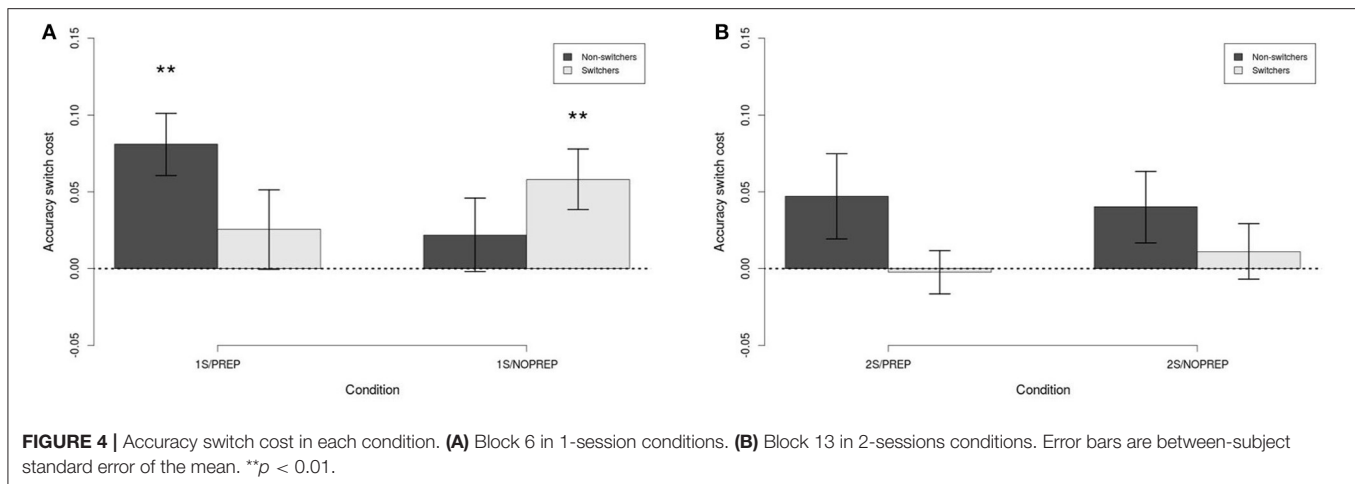 A
B
0.15
0.10
0.05
0.00
-0.05
Accuracy switch cost
**
**
Non-switchers
Switchers
1S/PREP
1S/NOPREP
Condition
0.15
0.10
0.05
0.00
-0.05
Accuracy switch cost
Non-switchers
Switchers
2S/PREP
2S/NOPREP
Condition
FIGURE 4 | Accuracy switch cost in each condition. (A) Block 6 in 1-session conditions. (B) Block 13 in 2-sessions conditions. Error bars are between-subject
standard error of the mean. **p < 0.01.